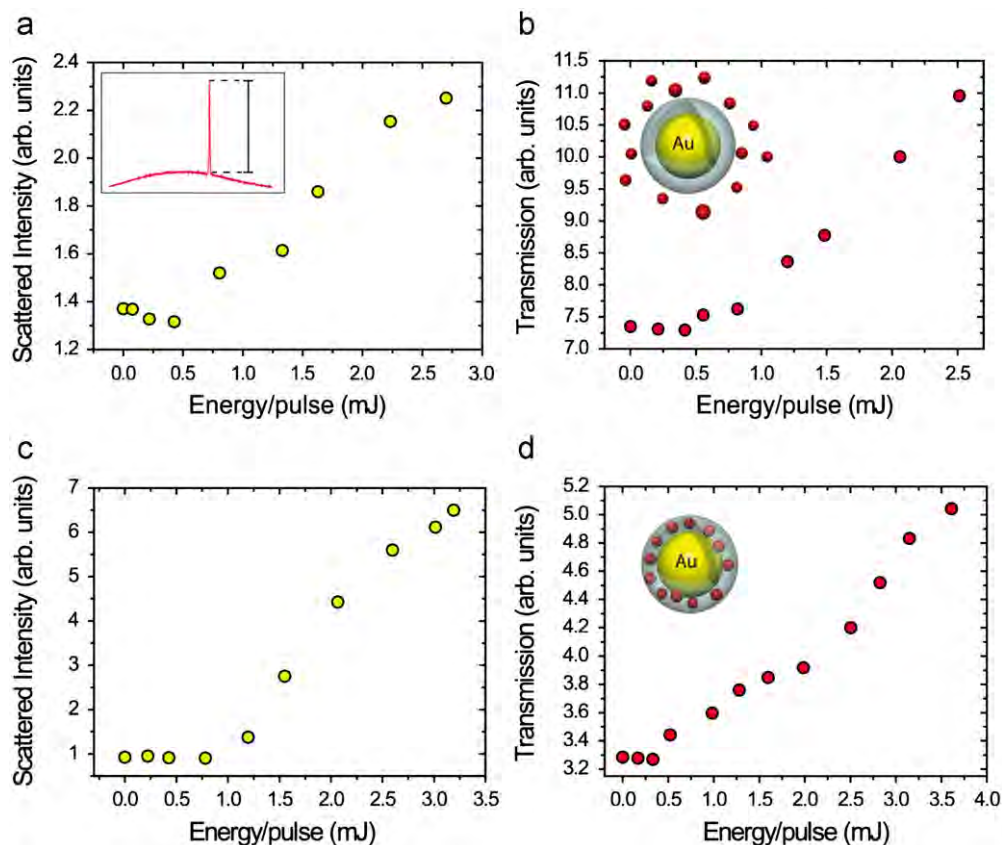 a
Scattered Intensity (arb. units)
2.4
2.2
2.0
1.8
1.6
1.4
1.2
0.0 0.5 1.0 1.5 2.0 2.5 3.0
Energy/pulse (mJ)
b
Transmission (arb. units)
11.5
11.0
10.5
10.0
9.5
9.0
8.5
8.0
7.5
7.0
Au
0.0 0.5 1.0 1.5 2.0 2.5
Energy/pulse (mJ)
c
Scattered Intensity (arb. units)
7
6
5
4
3
2
1
0.0 0.5 1.0 1.5 2.0 2.5 3.0 3.5
Energy/pulse (mJ)
d
Transmission (arb. units)
5.2
5.0
4.8
4.6
4.4
4.2
4.0
3.8
3.6
3.4
3.2
Au
0.0 0.5 1.0 1.5 2.0 2.5 3.0 3.5 4.0
Energy/pulse (mJ)